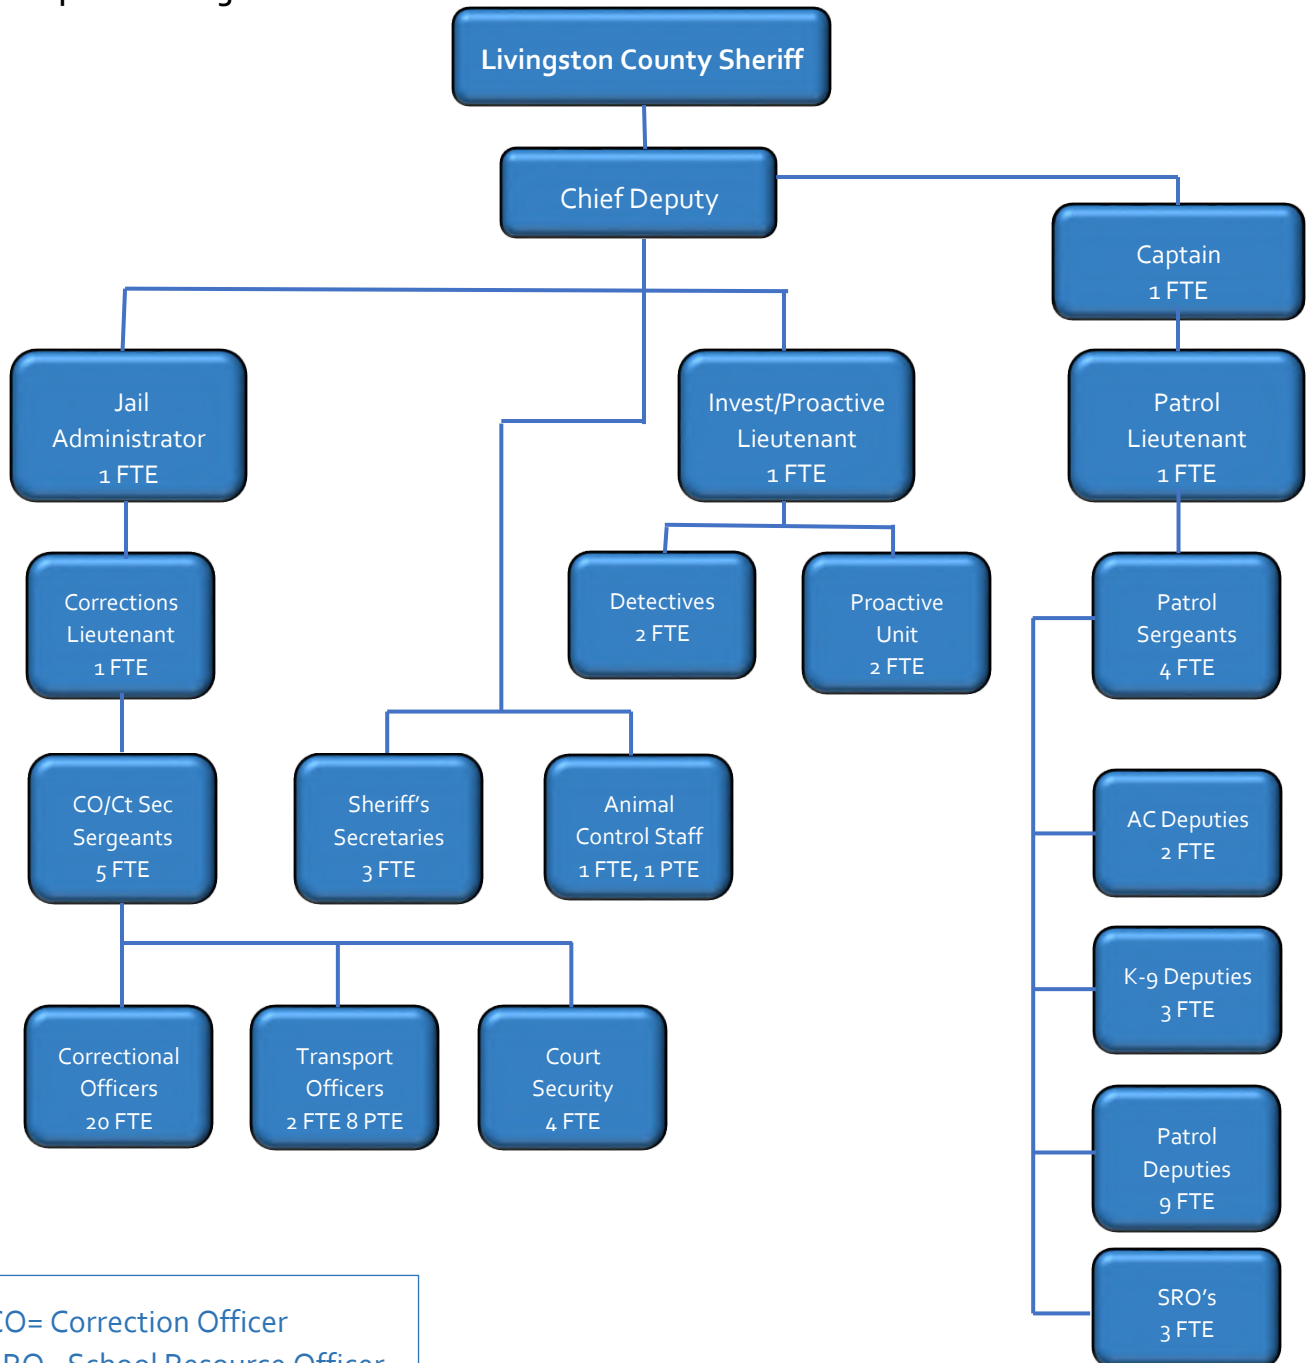 Livingston County Sheriff
Chief Deputy
Captain
1 FTE
Jail
Administrator
1 FTE
Invest/Proactive
Lieutenant
1 FTE
Patrol
Lieutenant
1 FTE
Corrections
Lieutenant
1 FTE
Detectives
2 FTE
Proactive
Unit
2 FTE
Patrol
Sergeants
4 FTE
CO/Ct Sec
Sergeants
5 FTE
Sheriff's
Secretaries
3 FTE
Animal
Control Staff
1 FTE, 1 PTE
AC Deputies
2 FTE
K-9 Deputies
3 FTE
Correctional
Officers
20 FTE
Transport
Officers
2 FTE 8 PTE
Court
Security
4 FTE
Patrol
Deputies
9 FTE
SRO's
3 FTE
CO= Correction Officer
School Resource Officer